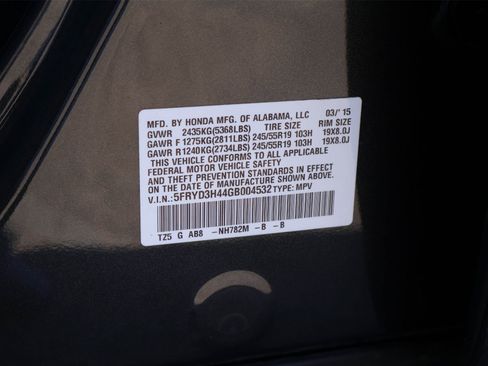 MFD. BY HONDA MFG. OF ALABAMA, LLC 03/'15
GVWR 2435KG(5368LBS) TIRE SIZE RIM SIZE
GAWR F 1275KG(2811LBS) 245/55R19 103H 19X8.0J
GAWR R 1240KG(2734LBS) 245/55R19 103H 19X8.0J
THIS VEHICLE CONFORMS TO ALL APPLICABLE
FEDERAL MOTOR VEHICLE SAFETY
AND THEFT PREVENTION STANDARDS IN EFFECT
ON THE DATE OF MANUFACTURE SHOWN ABOVE.
V.I.N.: 5FRYD3H44GB004532 TYPE: MPV
TZ5 G AB8 -NH782M -B -B